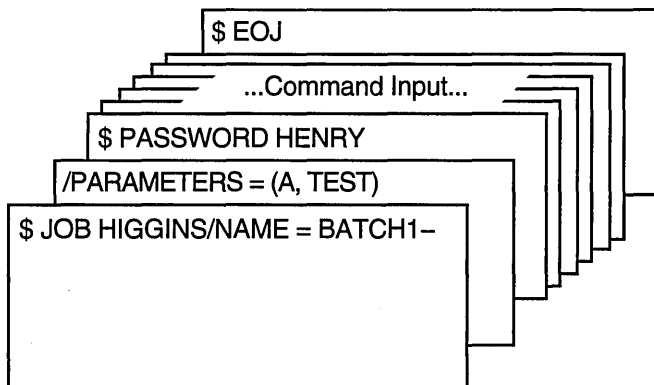 $ EOJ
...Command Input...
$ PASSWORD HENRY
/PARAMETERS = (A, TEST)
$ JOB HIGGINS/NAME = BATCH1–